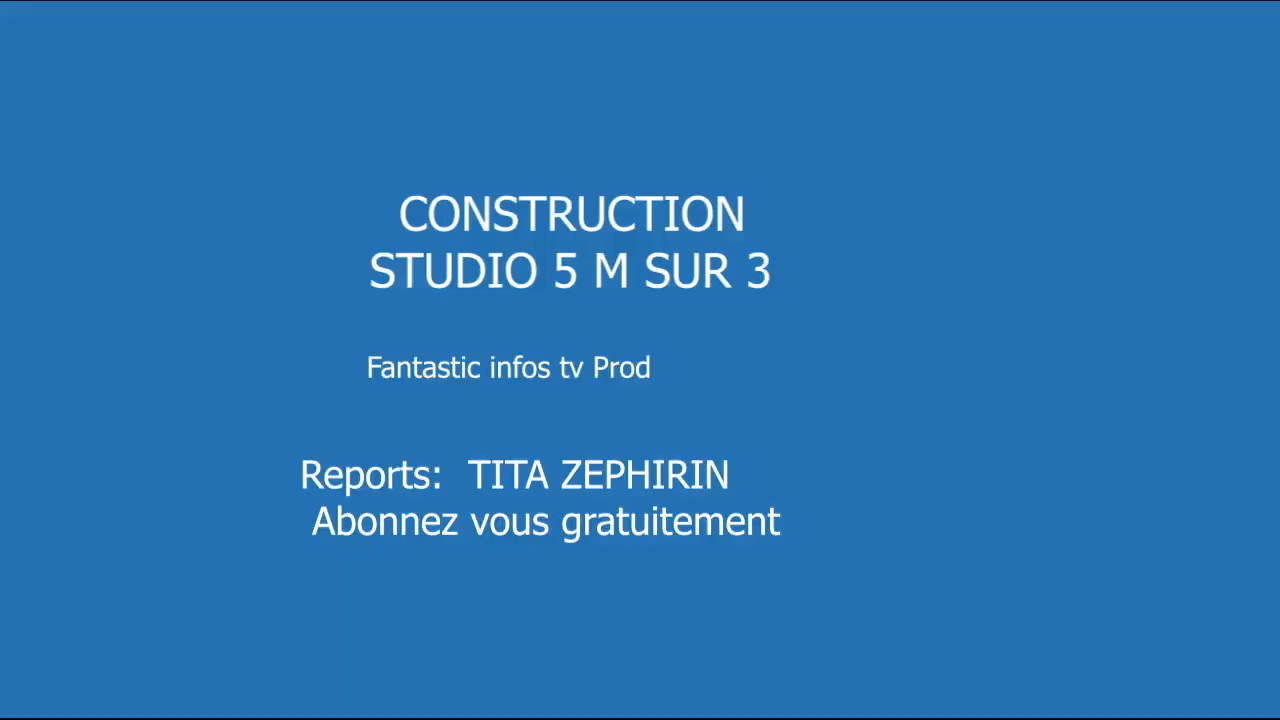 CONSTRUCTION
STUDIO 5 M SUR 3
Fantastic infos tv Prod
Reports: TITA ZEPHIRIN
Abonnez vous gratuitement